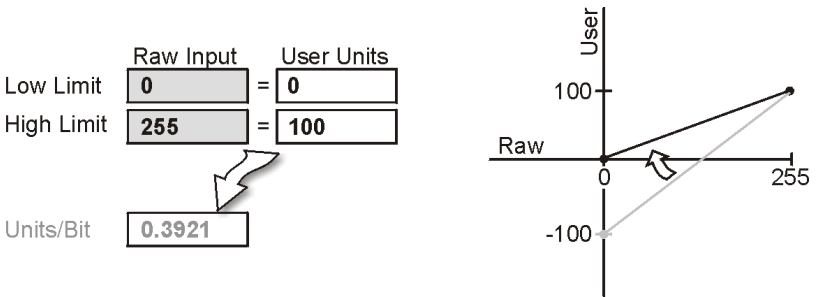 Raw Input User Units
Low Limit 0 = 0
High Limit 255 = 100
Units/Bit 0.3921
User
100
Raw
0 255
-100